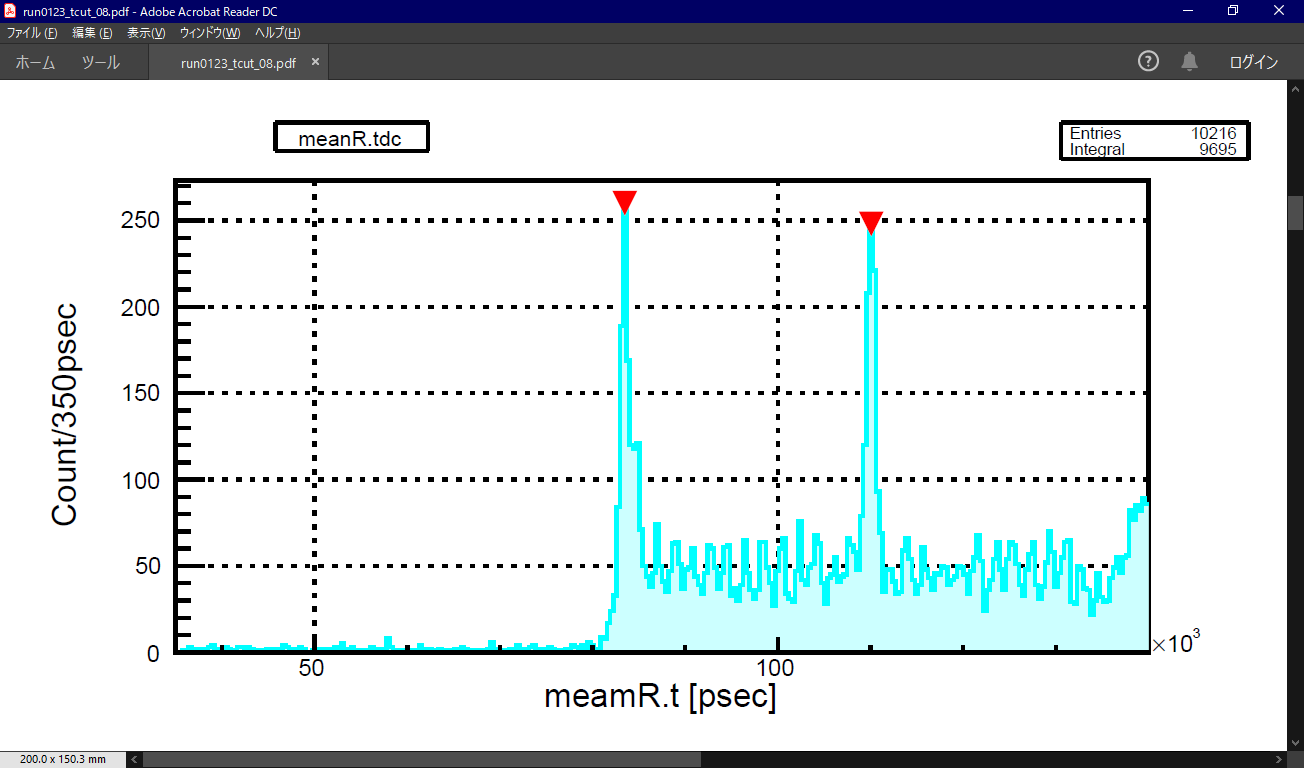 run0123_tcut_08.pdf - Adobe Acrobat Reader DC
ファイル (F) 編集 (E) 表示(V) ウィンドウ(W) ヘルプ(H)
ホーム ツール run0123_tcut_08.pdf × ? ログイン
meanR.tdc
Entries 10216
Integral 9695
250
200
150
100
50
0
Count/350psec
50 100 ×10³
meamR.t [psec]
200.0 x 150.3 mm